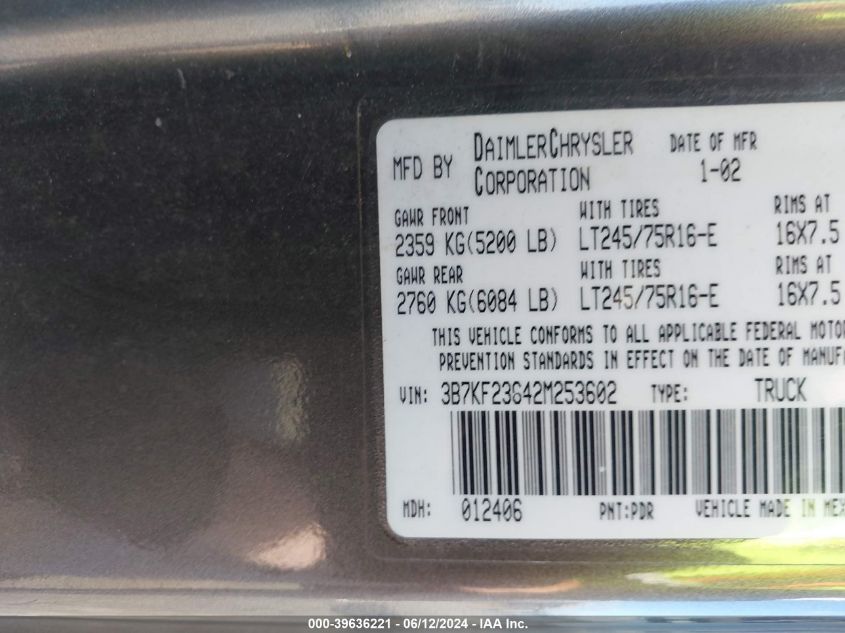 MFD BY DAIMLERCHRYSLER CORPORATION
DATE OF MFR
1-02
GAWR FRONT WITH TIRES RIMS AT
2359 KG(5200 LB) LT245/75R16-E 16X7.5
GAWR REAR WITH TIRES RIMS AT
2760 KG(6084 LB) LT245/75R16-E 16X7.5
THIS VEHICLE CONFORMS TO ALL APPLICABLE FEDERAL MOTOR
PREVENTION STANDARDS IN EFFECT ON THE DATE OF MANUFA
VIN: 3B7KF23642M253602 TYPE: TRUCK
MDH: 012406 PNT:PDR VEHICLE MADE IN MEX
000-39636221 - 06/12/2024 - IAA Inc.